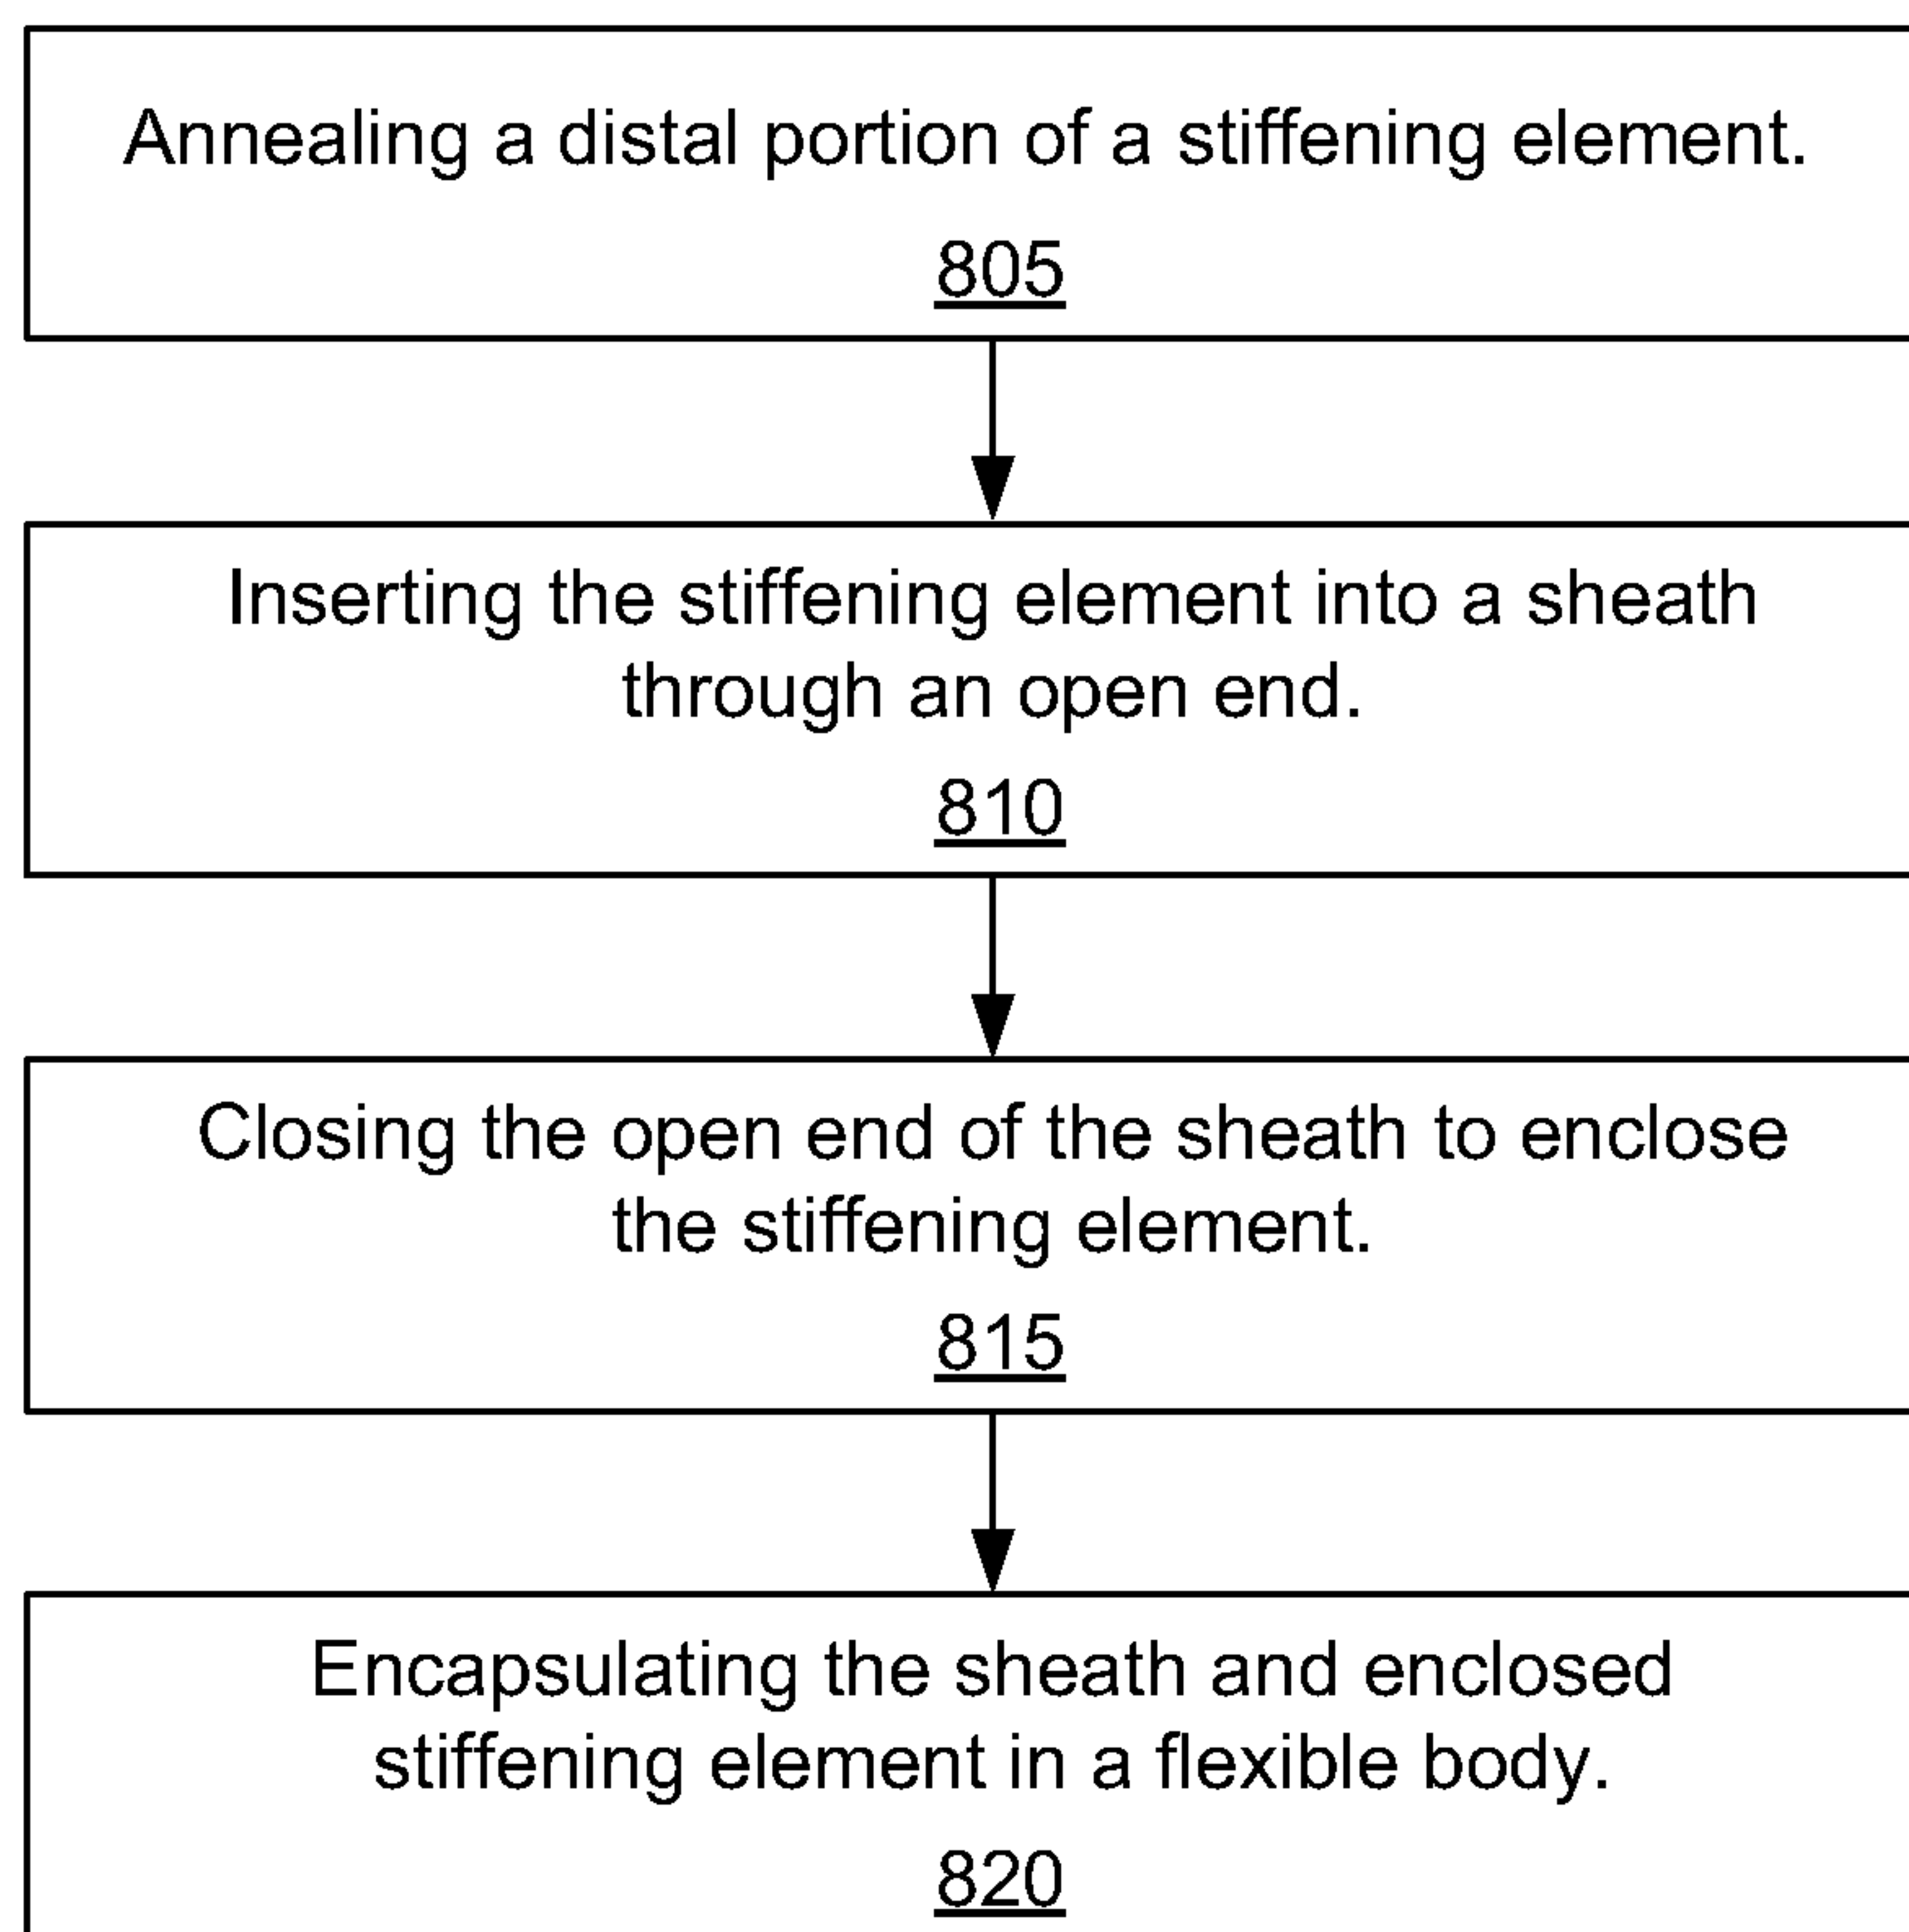 Annealing a distal portion of a stiffening element.
805
Inserting the stiffening element into a sheath
through an open end.
810
Closing the open end of the sheath to enclose
the stiffening element.
815
Encapsulating the sheath and enclosed
stiffening element in a flexible body.
820